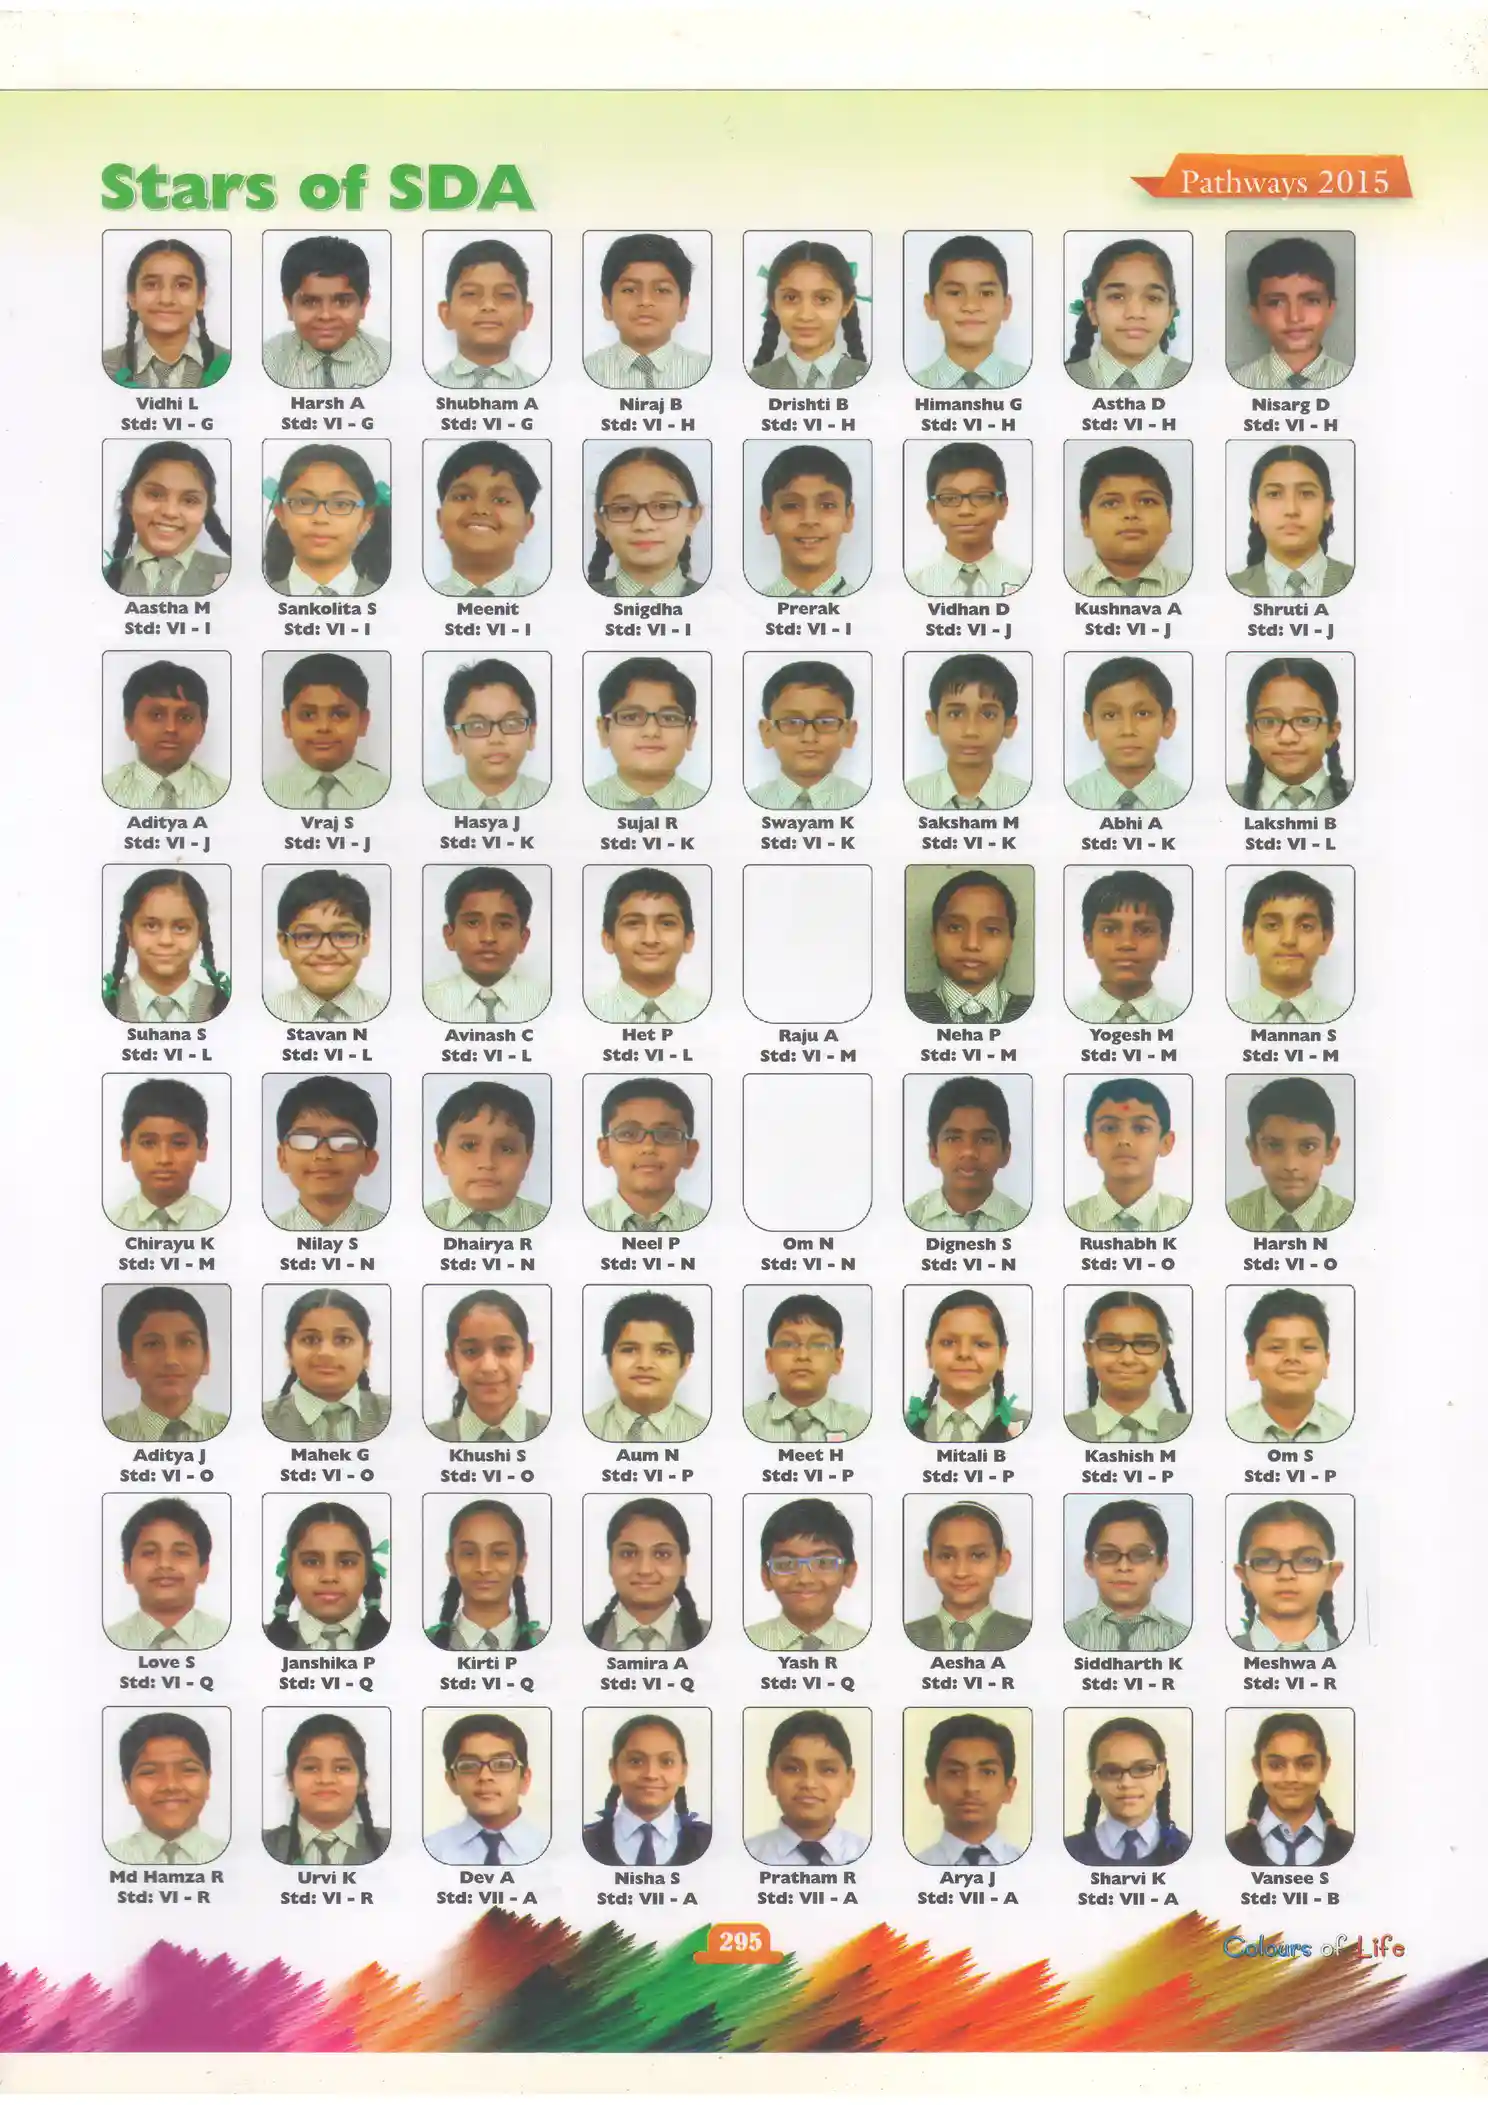 Stars of SDA
Pathways 2015
Vidhi L Harsh A Shubham A Niraj B Drishti B Himanshu G Astha D Nisarg D
Std: VI - G Std: VI - G Std: VI - G Std: VI - H Std: VI - H Std: VI - H Std: VI - H Std: VI - H
Aastha M Sankolita S Meenit Snigdha Prerak Vidhan D Kushnava A Shruti A
Std: VI - I Std: VI - I Std: VI - I Std: VI - I Std: VI - I Std: VI - J Std: VI - J Std: VI - J
Aditya A Vraj S Hasya J Sujal R Swayam K Saksham M Abhi A Lakshmi B
Std: VI - J Std: VI - J Std: VI - K Std: VI - K Std: VI - K Std: VI - K Std: VI - K Std: VI - L
Suhana S Stavan N Avinash C Het P Raju A Neha P Yogesh M Mannan S
Std: VI - L Std: VI - L Std: VI - L Std: VI - L Std: VI - M Std: VI - M Std: VI - M Std: VI - M
Chirayu K Nilay S Dhairya R Neel P Om N Dignesh S Rushabh K Harsh N
Std: VI - M Std: VI - N Std: VI - N Std: VI - N Std: VI - N Std: VI - N Std: VI - O Std: VI - O
Aditya J Mahek G Khushi S Aum N Meet H Mitali B Kashish M Om S
Std: VI - O Std: VI - O Std: VI - O Std: VI - P Std: VI - P Std: VI - P Std: VI - P Std: VI - P
Love S Janshika P Kirti P Samira A Yash R Aesha A Siddharth K Meshwa A
Std: VI - Q Std: VI - Q Std: VI - Q Std: VI - Q Std: VI - Q Std: VI - R Std: VI - R Std: VI - R
Md Hamza R Urvi K Dev A Nisha S Pratham R Arya J Sharvi K Vansee S
Std: VI - R Std: VI - R Std: VII - A Std: VII - A Std: VII - A Std: VII - A Std: VII - A Std: VII - B
295
Colours of Life